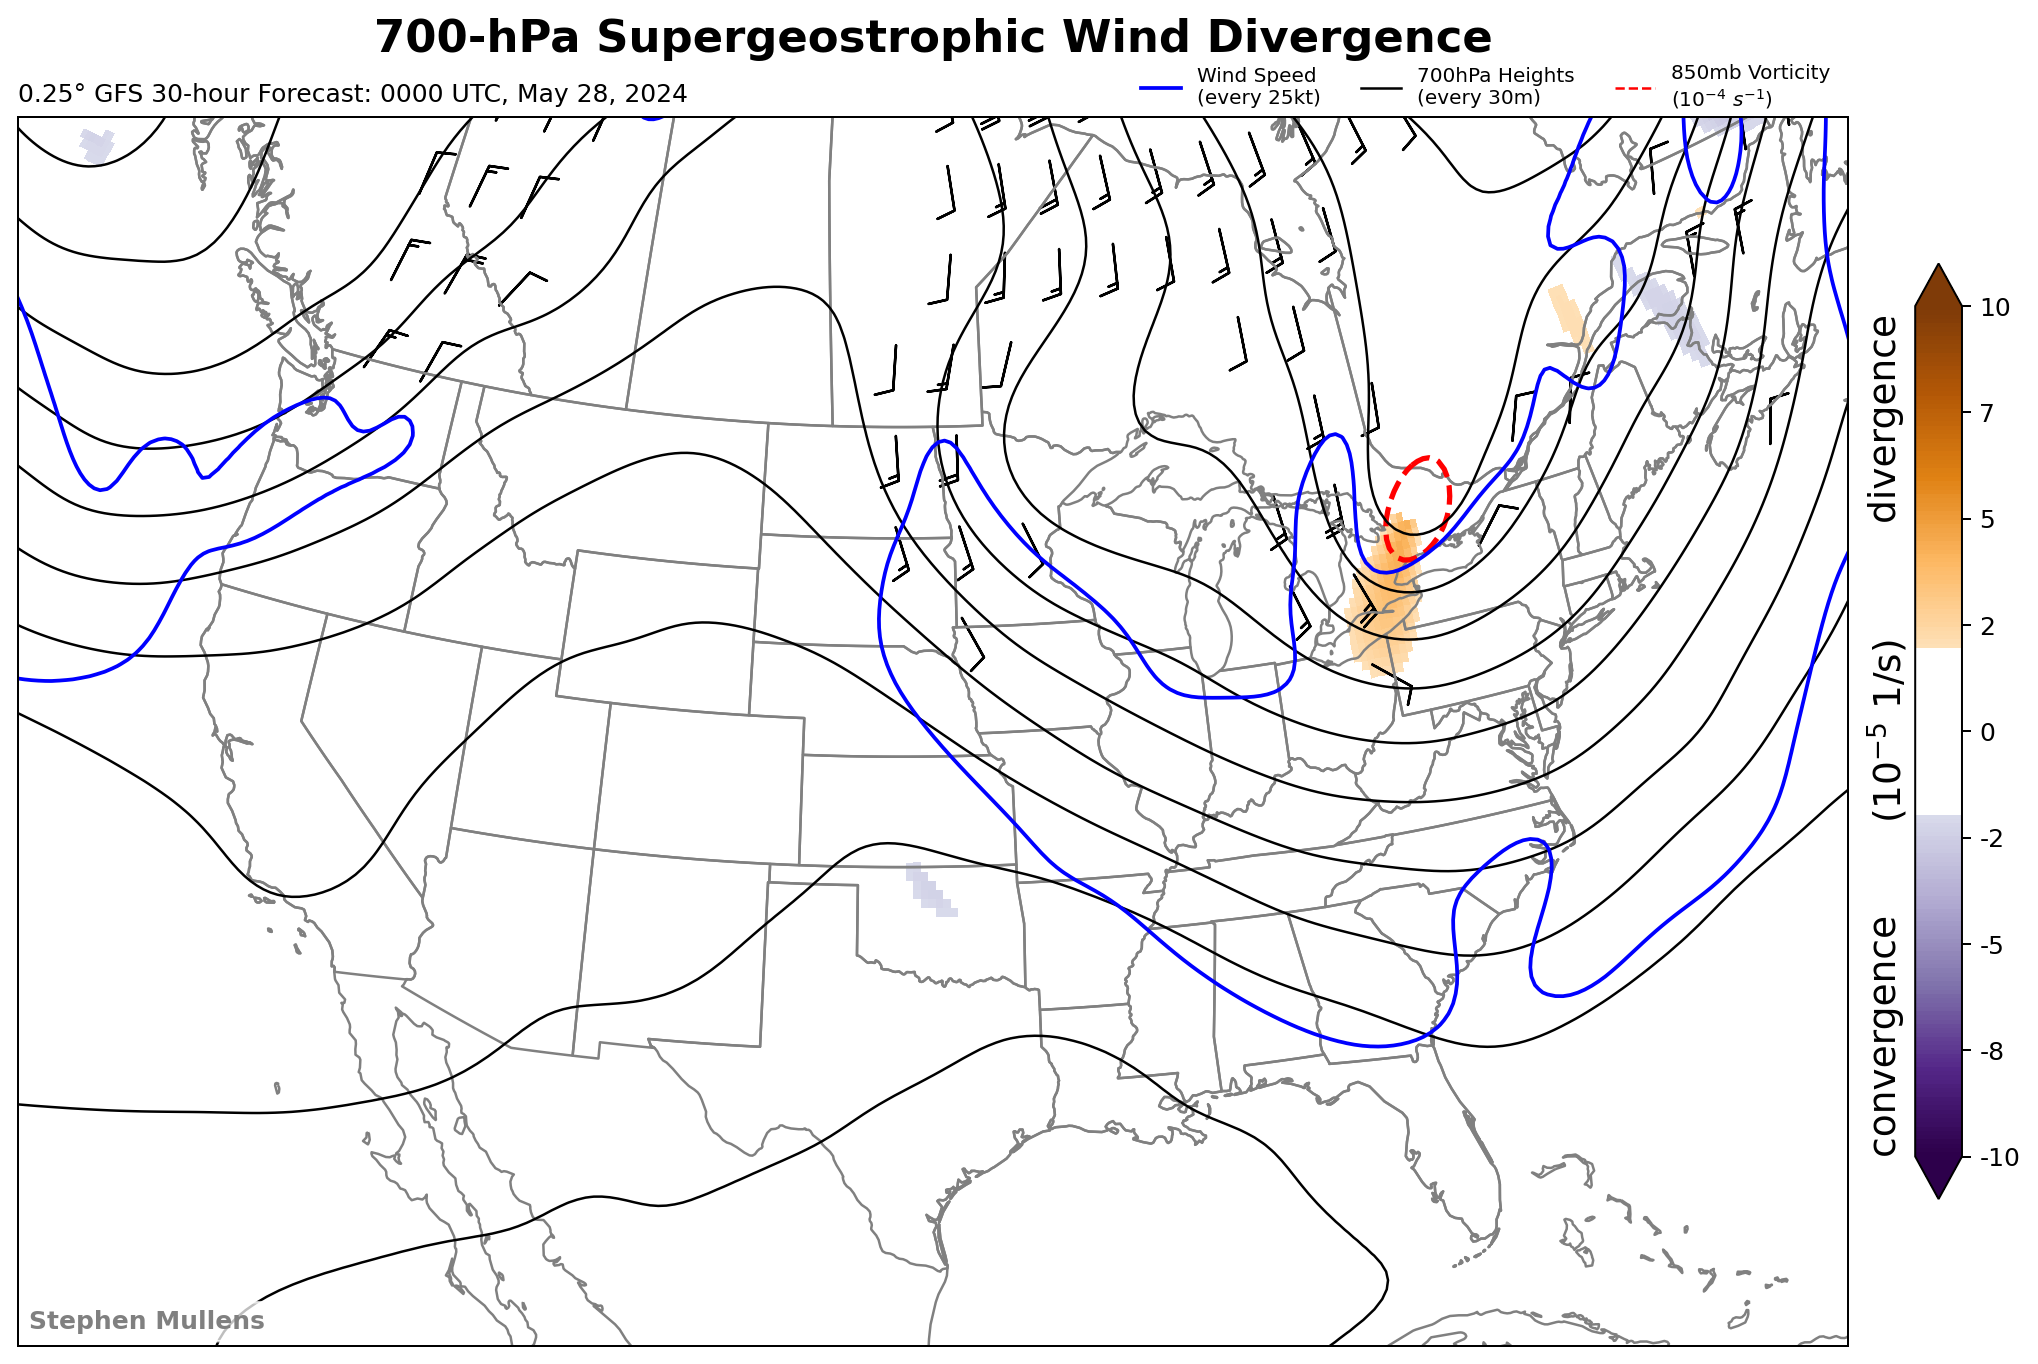 700-hPa Supergeostrophic Wind Divergence
0.25° GFS 30-hour Forecast: 0000 UTC, May 28, 2024
Wind Speed
(every 25kt)
700hPa Heights
(every 30m)
850mb Vorticity
(10⁻⁴ s⁻¹)
10
7
5
2
0
-2
-5
-8
-10
convergence (10⁻⁵ 1/s) divergence
Stephen Mullens